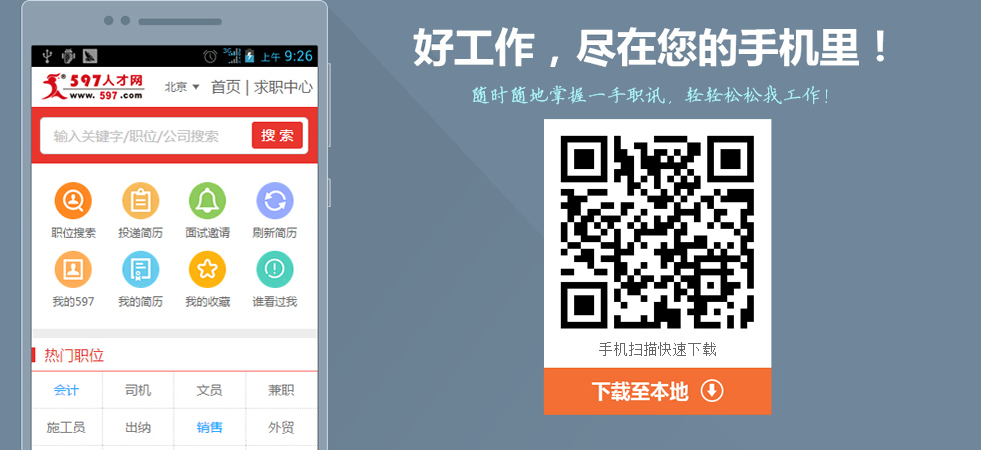 3G
上午 9:26
597人才网
www.597.com
北京
首页 | 求职中心
输入关键字/职位/公司搜索
搜 索
职位搜索
投递简历
面试邀请
刷新简历
我的597
我的简历
我的收藏
谁看过我
热门职位
会计
司机
文员
兼职
施工员
出纳
销售
外贸
好工作，尽在您的手机里！
随时随地掌握一手职讯，轻轻松松找工作！
手机扫描快速下载
下载至本地